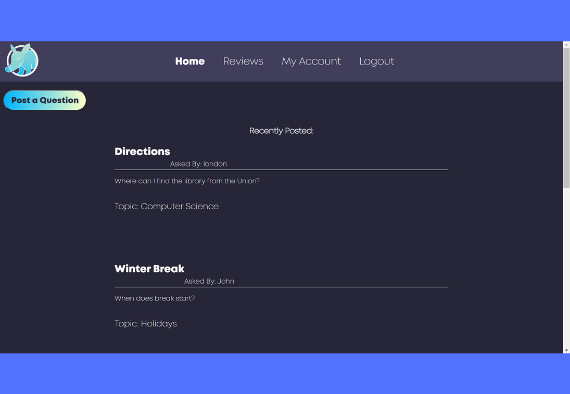 Home Reviews My Account Logout
Post a Question
Recently Posted:
Directions
Asked By: london
Where can I find the library from the Union?
Topic: Computer Science
Winter Break
Asked By: John
When does break start?
Topic: Holidays